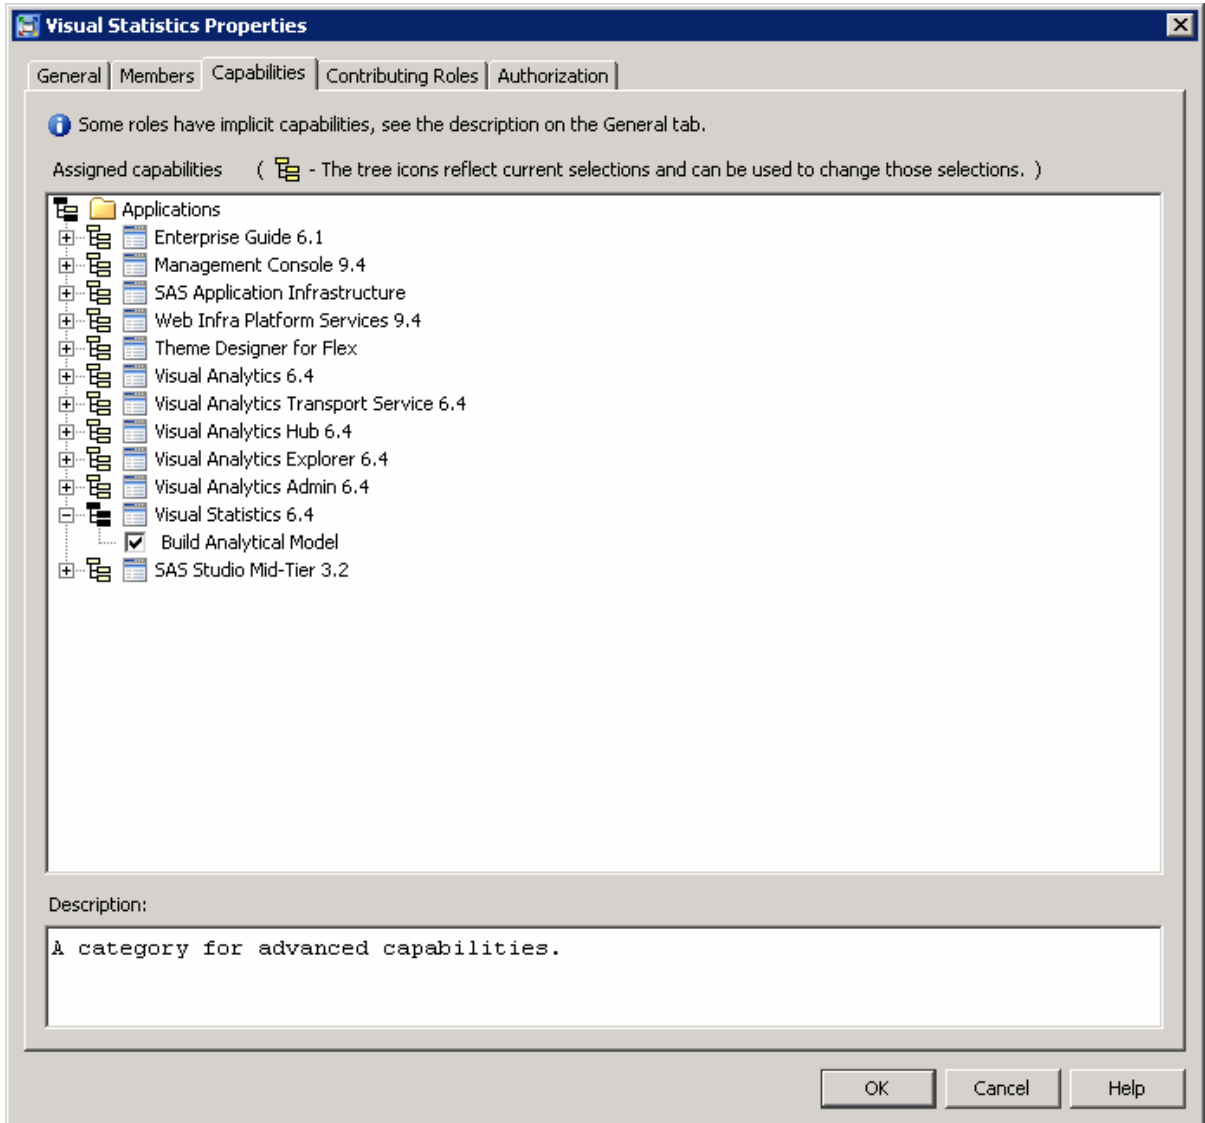 Visual Statistics Properties
General Members Capabilities Contributing Roles Authorization
Some roles have implicit capabilities, see the description on the General tab.
Assigned capabilities ( - The tree icons reflect current selections and can be used to change those selections. )
Applications
Enterprise Guide 6.1
Management Console 9.4
SAS Application Infrastructure
Web Infra Platform Services 9.4
Theme Designer for Flex
Visual Analytics 6.4
Visual Analytics Transport Service 6.4
Visual Analytics Hub 6.4
Visual Analytics Explorer 6.4
Visual Analytics Admin 6.4
Visual Statistics 6.4
Build Analytical Model
SAS Studio Mid-Tier 3.2
Description:
A category for advanced capabilities.
OK Cancel Help